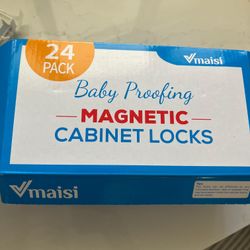 24
PACK
Vmaisi
Baby Proofing
MAGNETIC
CABINET LOCKS
Vmaisi